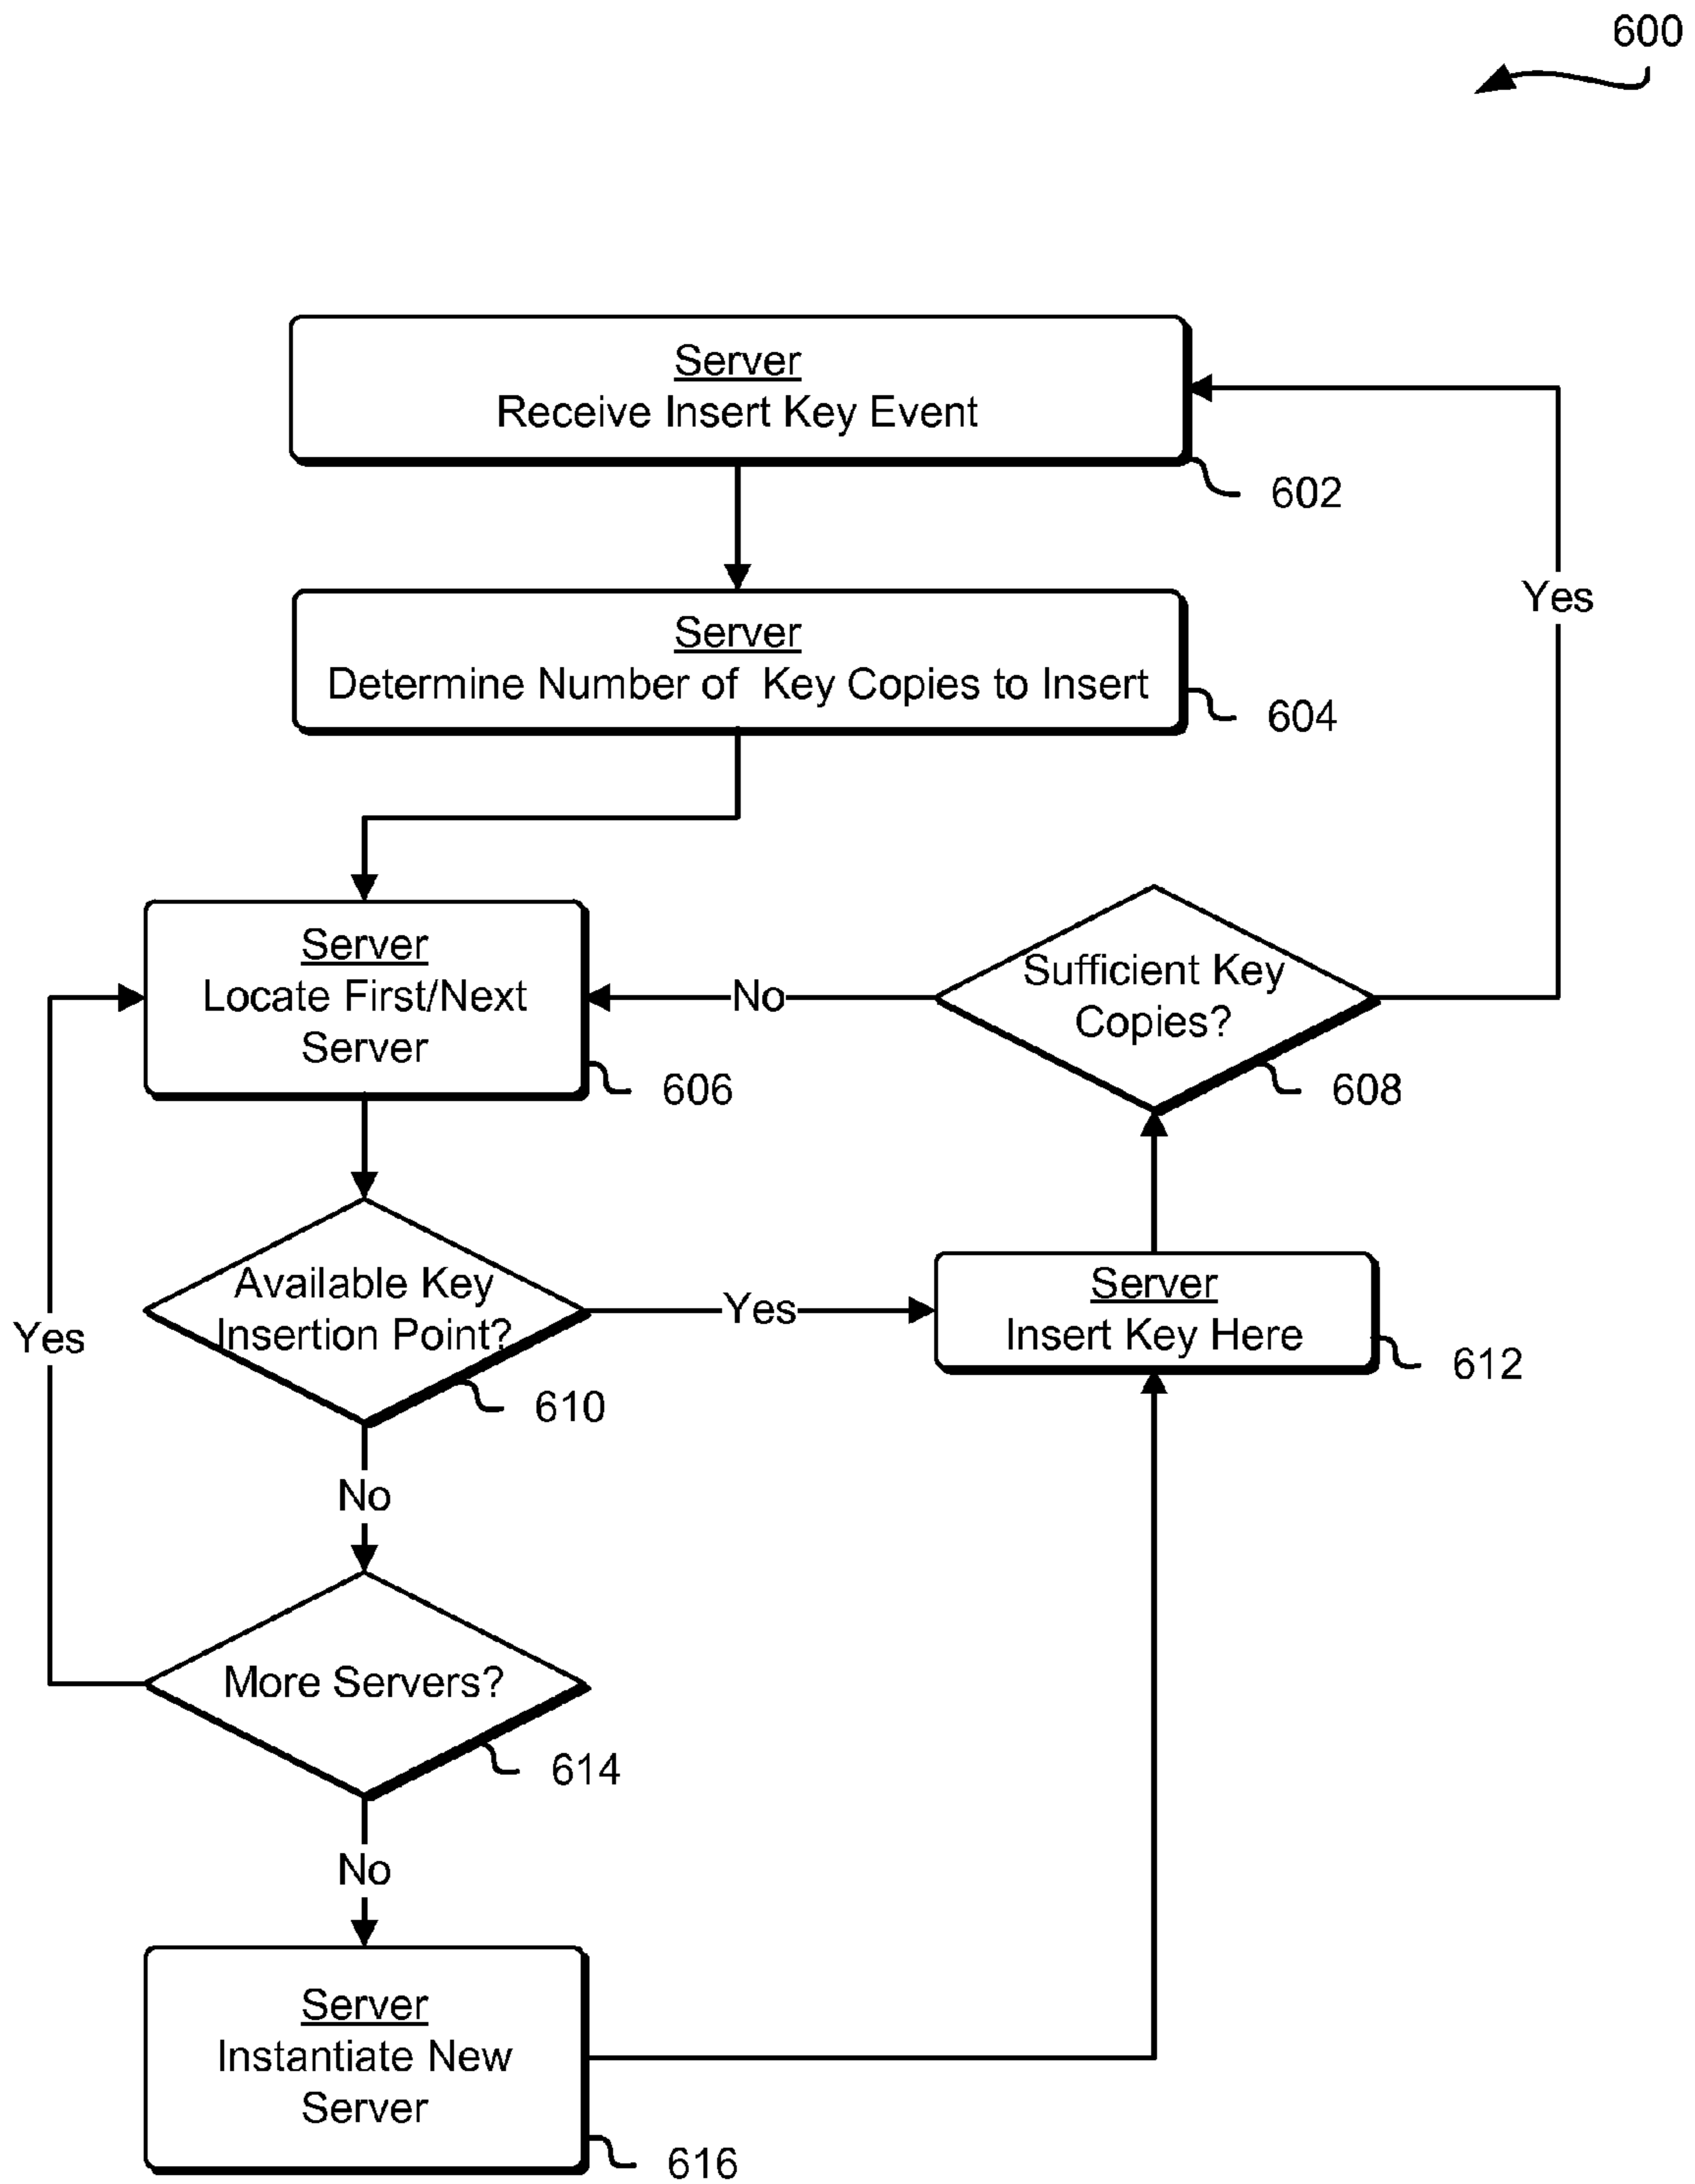 600
Server
Receive Insert Key Event
602
Server
Determine Number of Key Copies to Insert
604
Yes
Server
Locate First/Next
Server
606
No
Sufficient Key
Copies?
608
Available Key
Insertion Point?
610
Yes
Server
Insert Key Here
612
Yes
No
More Servers?
614
No
Server
Instantiate New
Server
616